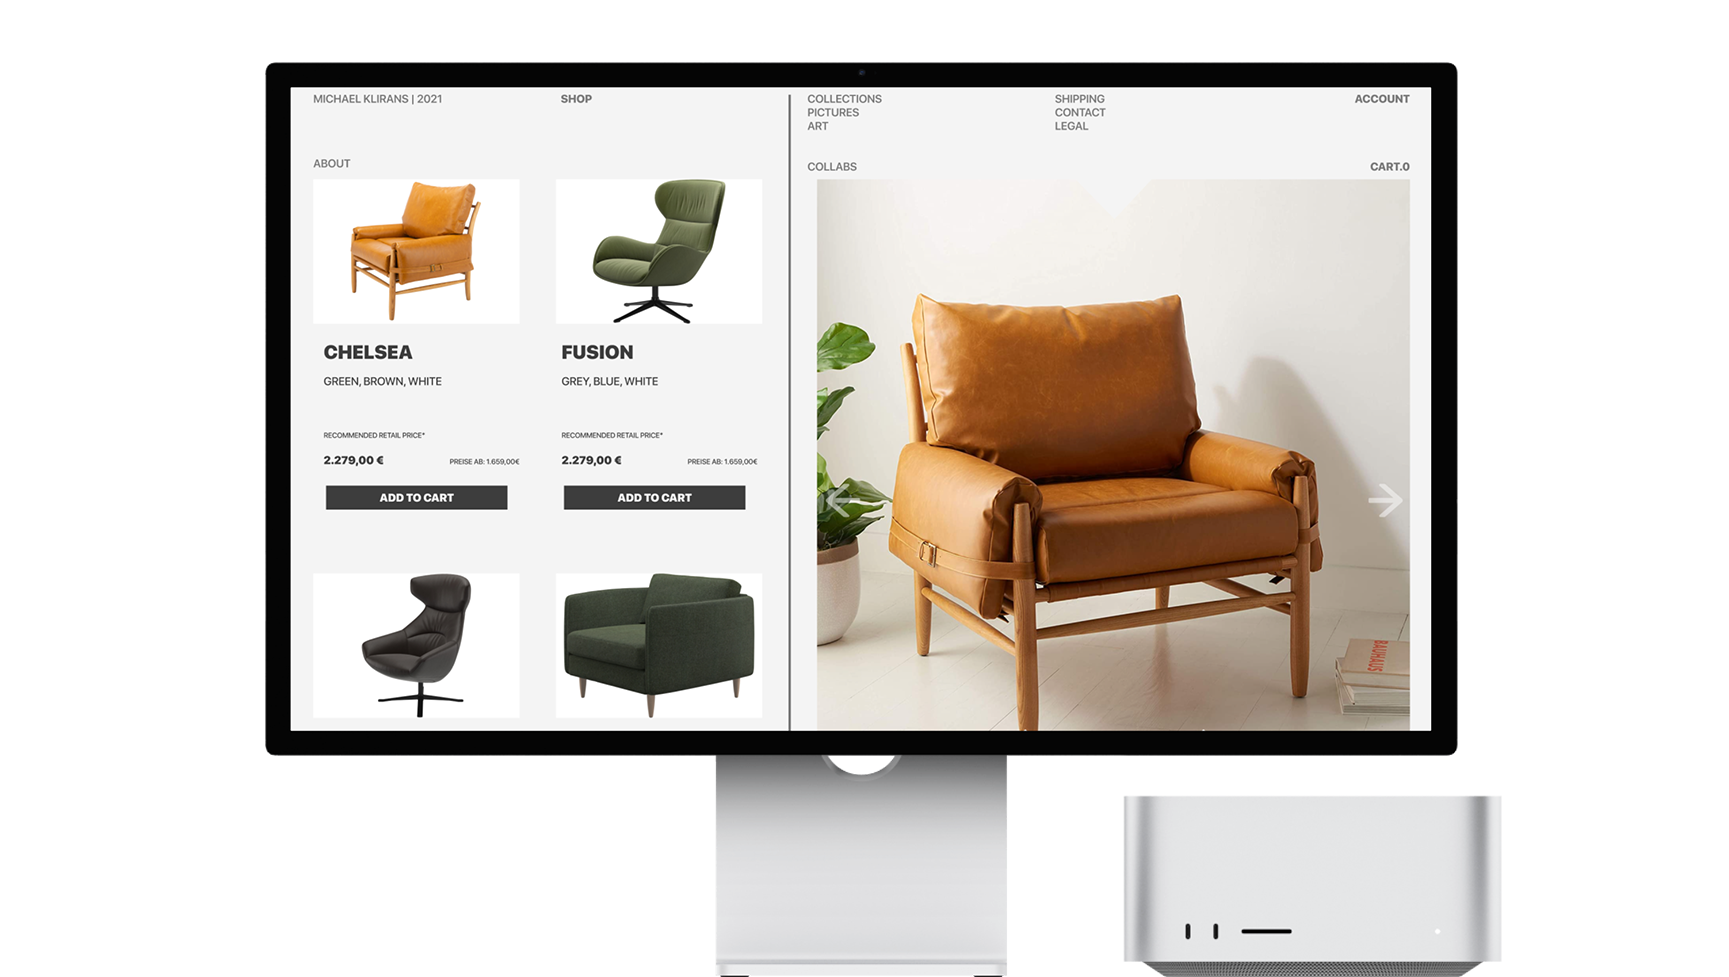 MICHAEL KLIRANS | 2021
SHOP
COLLECTIONS
PICTURES
ART
SHIPPING
CONTACT
LEGAL
ACCOUNT
ABOUT
COLLABS
CART.0
CHELSEA
GREEN, BROWN, WHITE
RECOMMENDED RETAIL PRICE*
2.279,00 €
PREISE AB: 1.659,00€
ADD TO CART
FUSION
GREY, BLUE, WHITE
RECOMMENDED RETAIL PRICE*
2.279,00 €
PREISE AB: 1.659,00€
ADD TO CART
BAUHAUS